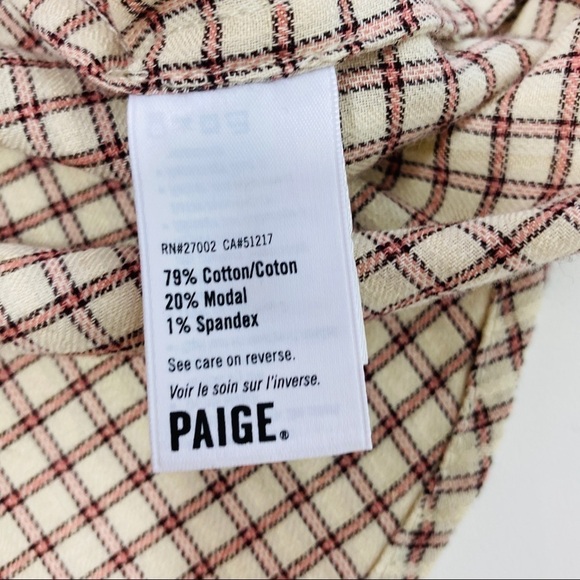 RN#27002 CA#51217
79% Cotton/Coton
20% Modal
1% Spandex
See care on reverse.
Voir le soin sur l'inverse.
PAIGE®